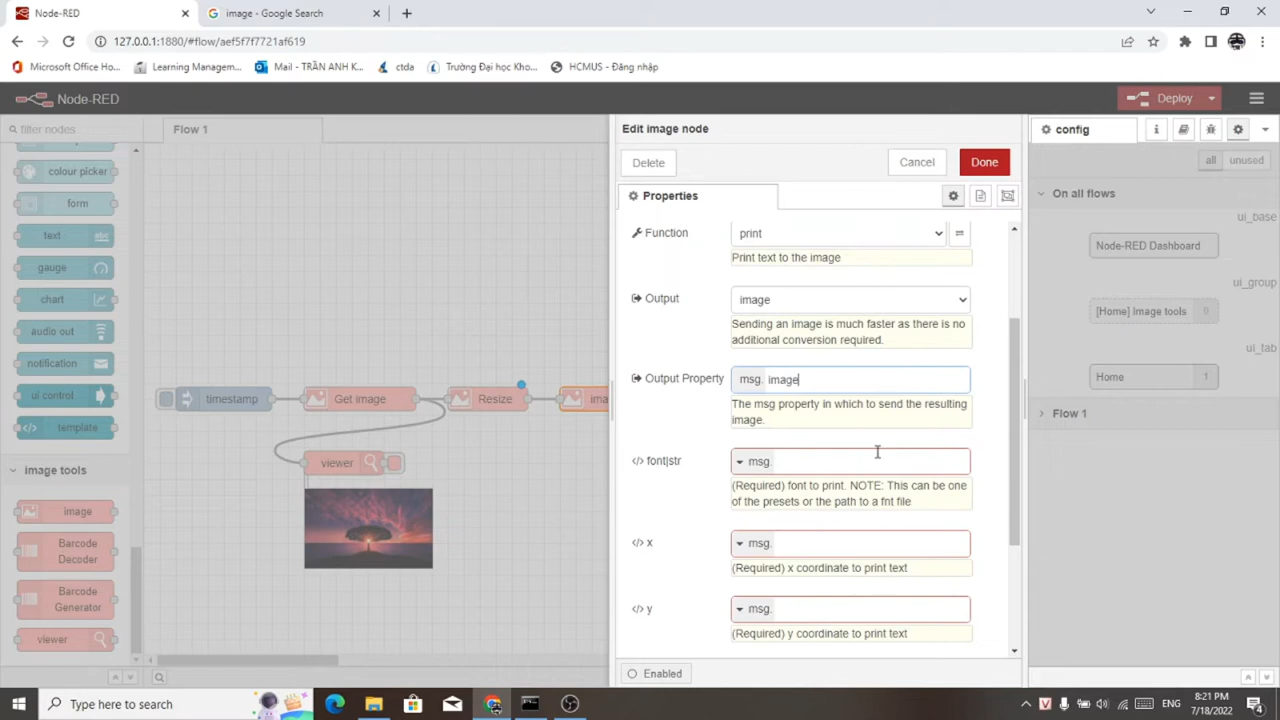 Node-RED
image - Google Search
127.0.0.1:1880/#flow/aef5f7f7721af619
Microsoft Office Ho...
Learning Managem...
Mail - TRẦN ANH K...
ctda
Trường Đại học Kho...
HCMUS - Đăng nhập
Node-RED
Deploy
filter nodes
Flow 1
Edit image node
config
all
unused
Delete
Cancel
Done
colour picker
form
text
gauge
chart
audio out
notification
ui control
template
image tools
image
Barcode
Decoder
Barcode
Generator
viewer
timestamp
Get image
Resize
ima
viewer
Properties
Function
print
Print text to the image
Output
image
Sending an image is much faster as there is no
additional conversion required.
Output Property
msg. image
The msg property in which to send the resulting
image.
font|str
msg.
(Required) font to print. NOTE: This can be one
of the presets or the path to a fnt file
x
msg.
(Required) x coordinate to print text
y
msg.
(Required) y coordinate to print text
Enabled
On all flows
ui_base
Node-RED Dashboard
ui_group
[Home] Image tools
0
ui_tab
Home
1
Flow 1
Type here to search
ENG
8:21 PM
7/18/2022
4